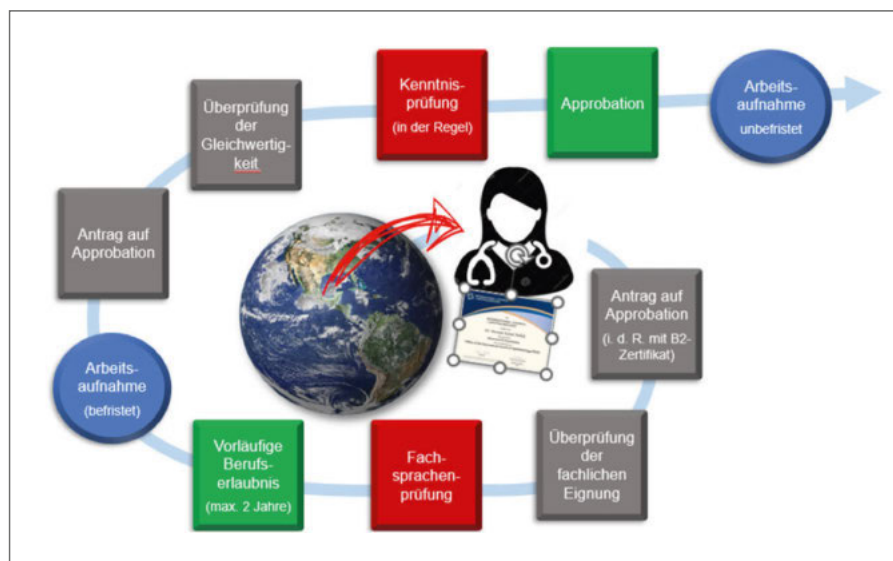 Kenntnis-
prüfung
(in der Regel)
Approbation
Arbeits-
aufnahme
unbefristet
Überprüfung
der
Gleichwertig-
keit
Antrag auf
Approbation
Antrag auf
Approbation
(i. d. R. mit B2-
Zertifikat)
Arbeits-
aufnahme
(befristet)
Vorläufige
Berufs-
erlaubnis
(max. 2 Jahre)
Fach-
sprachen-
prüfung
Überprüfung
der
fachlichen
Eignung